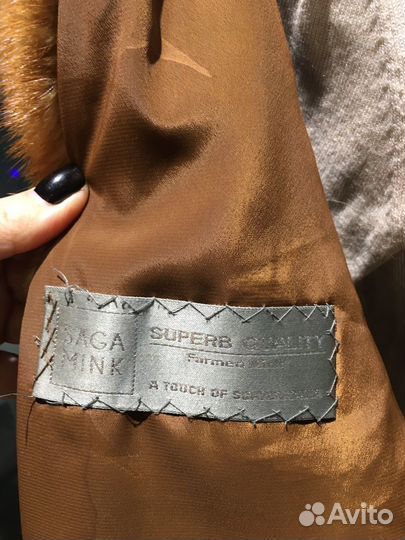 SAGA
MINK
SUPERB QUALITY
Farmed
A TOUCH OF
Avito